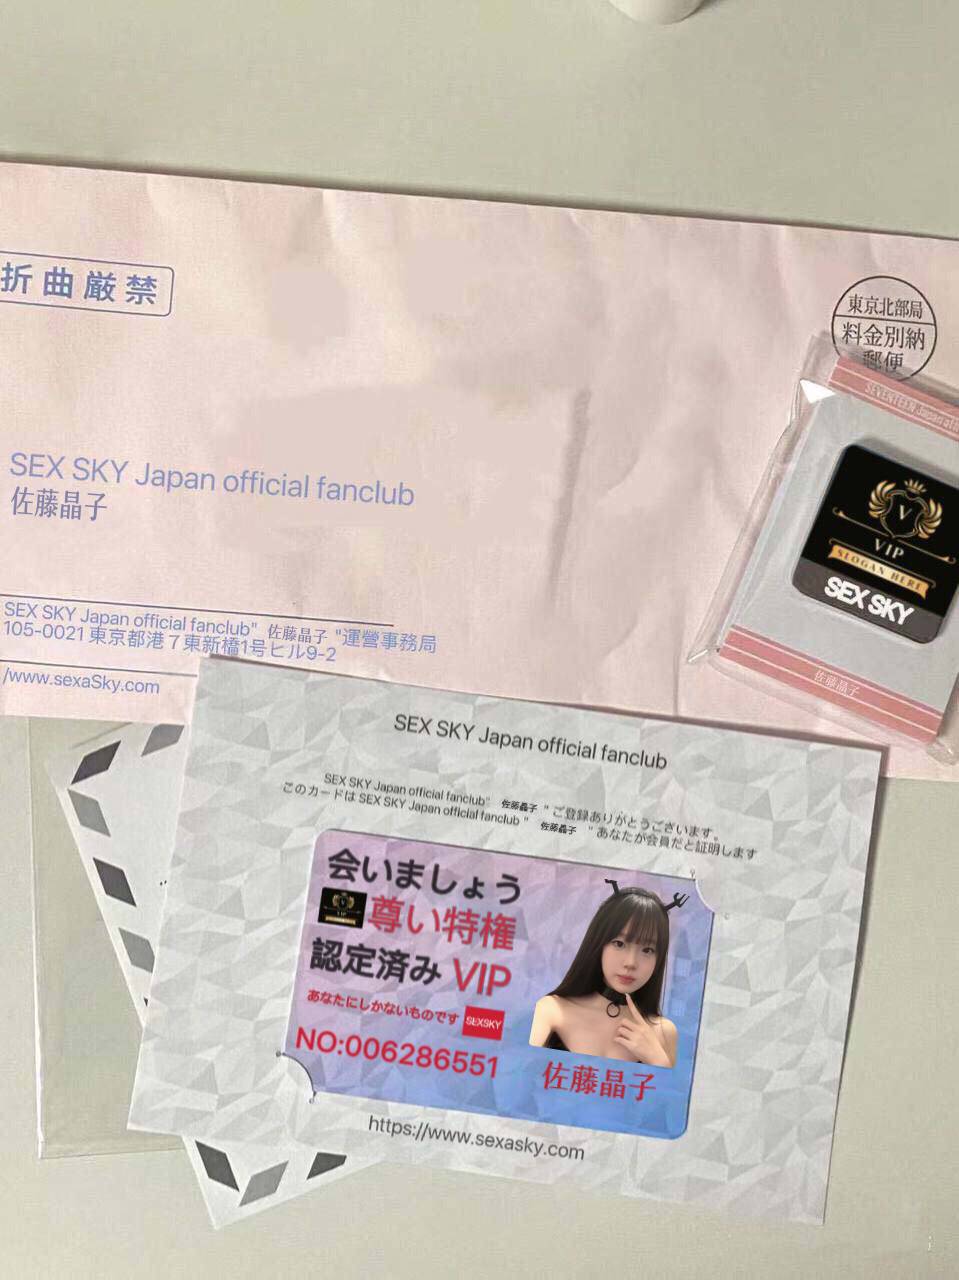 折曲厳禁
東京北部局
料金別納
郵便
SEVENTEEN Japan offi
SEX SKY Japan official fanclub
佐藤晶子
V
VIP
SLOGAN HERE
SEX SKY
佐藤晶子
SEX SKY Japan official fanclub" 佐藤晶子 "運營事務局
105-0021 東京都港7東新橋1号ヒル9-2
/www.sexaSky.com
SEX SKY Japan official fanclub
SEX SKY Japan official fanclub" 佐藤晶子 " ご登録ありがとうございます。
このカードは SEX SKY Japan official fanclub " 佐藤晶子 " あなたが会員だと証明します
会いましょう
VIP
尊い特権
認定済み VIP
あなたにしかないものです SEXSKY
NO:006286551
佐藤晶子
https://www.sexasky.com